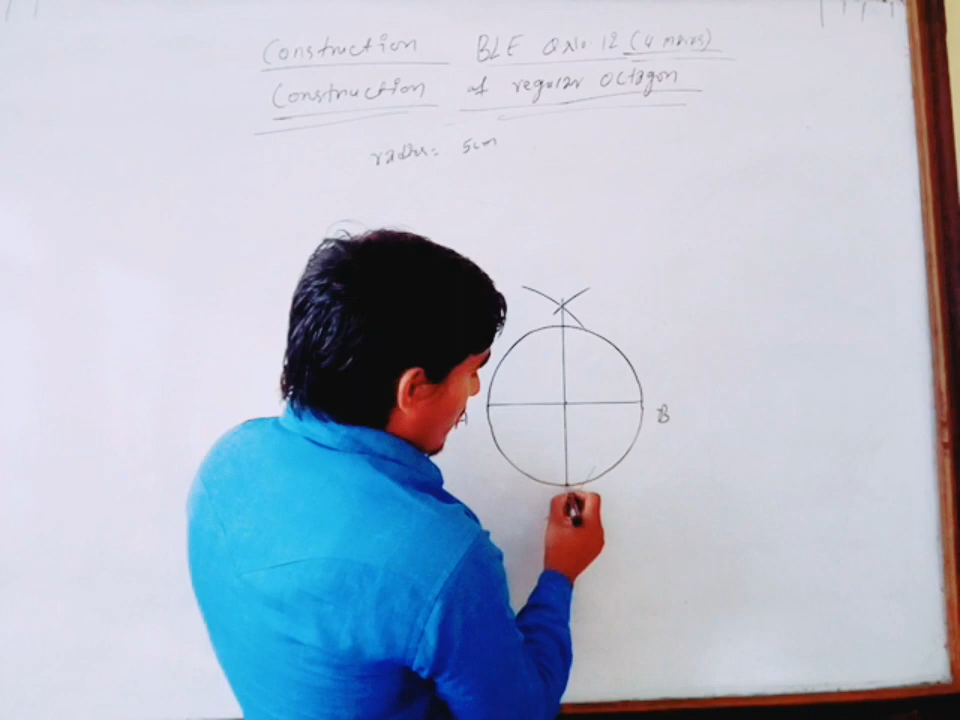 Construction BLE Q.No. 12 (4 marks)
Construction of regular octagon
radius = 5cm
A
B